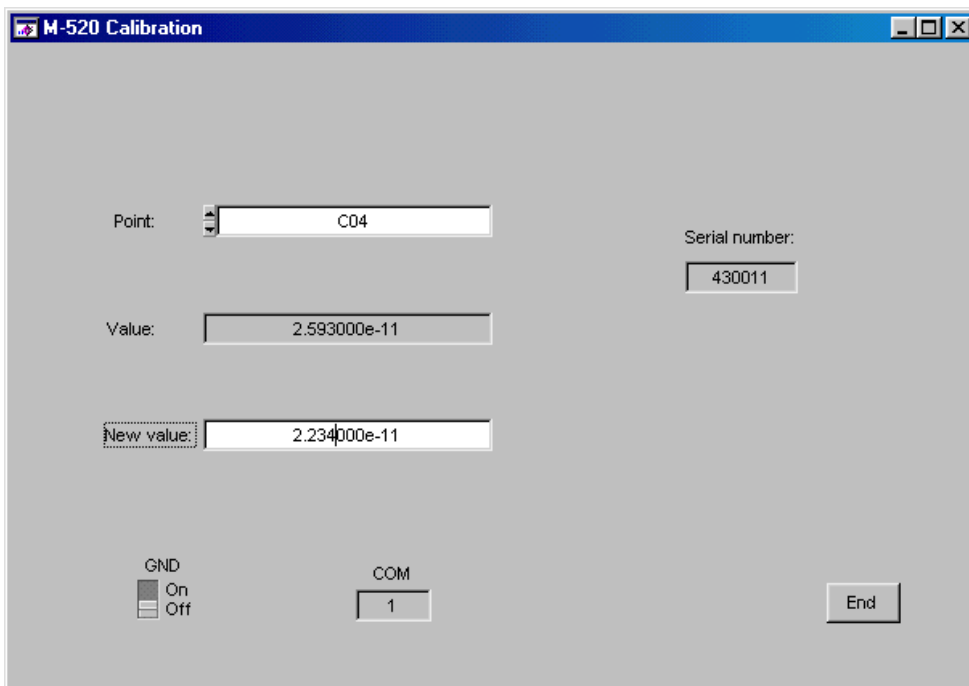 M-520 Calibration
Point:
C04
Serial number:
430011
Value:
2.593000e-11
New value:
2.234000e-11
GND
On
Off
COM
1
End